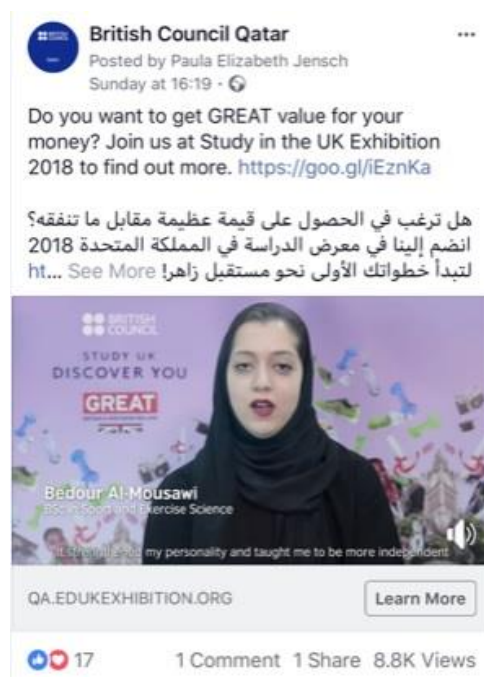 British Council Qatar
Posted by Paula Elizabeth Jensch
Sunday at 16:19
Do you want to get GREAT value for your
money? Join us at Study in the UK Exhibition
2018 to find out more. https://goo.gl/iEznKa
هل ترغب في الحصول على قيمة عظيمة مقابل ما تنفقه؟
انضم إلينا في معرض الدراسة في المملكة المتحدة 2018
لتبدأ خطواتك الأولى نحو مستقبل زاهر! See More ...ht
BRITISH
COUNCIL
STUDY UK
DISCOVER YOU
GREAT
Bedour Al-Mousawi
BSc in Sport and Exercise Science
It strengthened my personality and taught me to be more independent
QA.EDUKEXHIBITION.ORG
Learn More
17 1 Comment 1 Share 8.8K Views